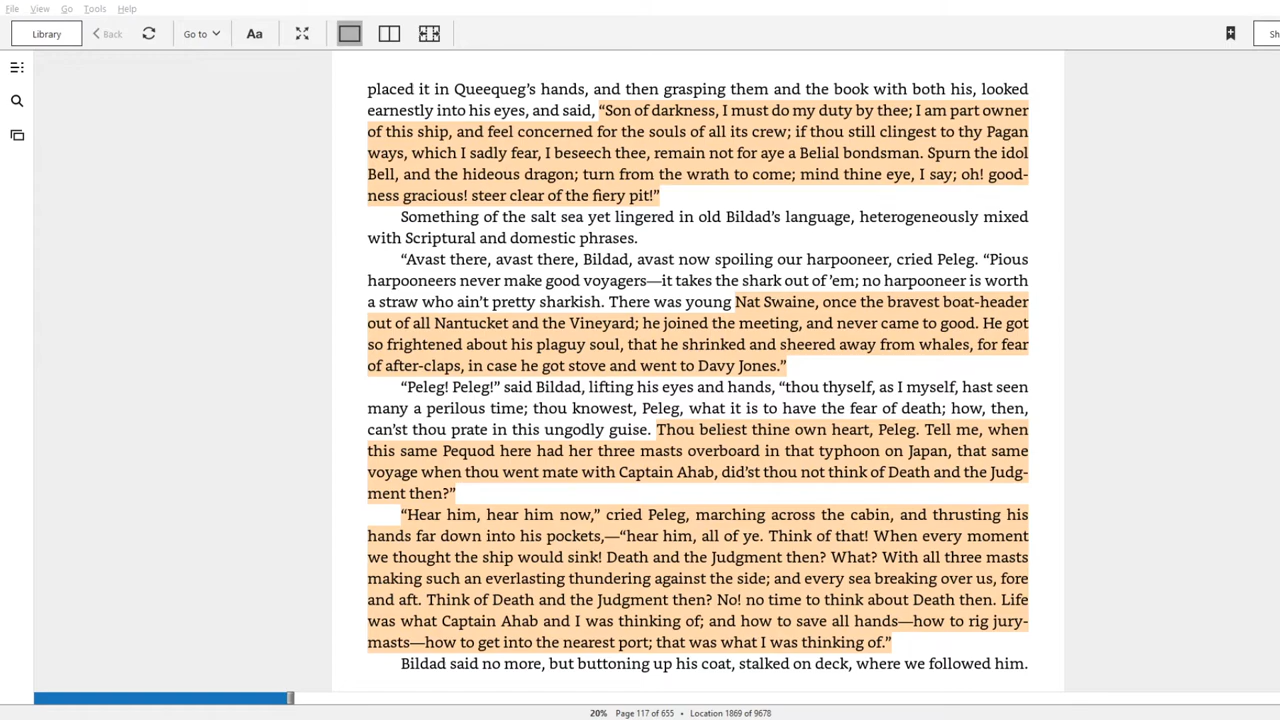 File View Go Tools Help
Library Back Go to Aa Sh
placed it in Queequeg’s hands, and then grasping them and the book with both his, looked
earnestly into his eyes, and said, “Son of darkness, I must do my duty by thee; I am part owner
of this ship, and feel concerned for the souls of all its crew; if thou still clingest to thy Pagan
ways, which I sadly fear, I beseech thee, remain not for aye a Belial bondsman. Spurn the idol
Bell, and the hideous dragon; turn from the wrath to come; mind thine eye, I say; oh! good-
ness gracious! steer clear of the fiery pit!”
Something of the salt sea yet lingered in old Bildad’s language, heterogeneously mixed
with Scriptural and domestic phrases.
“Avast there, avast there, Bildad, avast now spoiling our harpooneer, cried Peleg. “Pious
harpooneers never make good voyagers—it takes the shark out of ’em; no harpooneer is worth
a straw who ain’t pretty sharkish. There was young Nat Swaine, once the bravest boat-header
out of all Nantucket and the Vineyard; he joined the meeting, and never came to good. He got
so frightened about his plaguy soul, that he shrinked and sheered away from whales, for fear
of after-claps, in case he got stove and went to Davy Jones.”
“Peleg! Peleg!” said Bildad, lifting his eyes and hands, “thou thyself, as I myself, hast seen
many a perilous time; thou knowest, Peleg, what it is to have the fear of death; how, then,
can’st thou prate in this ungodly guise. Thou beliest thine own heart, Peleg. Tell me, when
this same Pequod here had her three masts overboard in that typhoon on Japan, that same
voyage when thou went mate with Captain Ahab, did’st thou not think of Death and the Judg-
ment then?”
“Hear him, hear him now,” cried Peleg, marching across the cabin, and thrusting his
hands far down into his pockets,—“hear him, all of ye. Think of that! When every moment
we thought the ship would sink! Death and the Judgment then? What? With all three masts
making such an everlasting thundering against the side; and every sea breaking over us, fore
and aft. Think of Death and the Judgment then? No! no time to think about Death then. Life
was what Captain Ahab and I was thinking of; and how to save all hands—how to rig jury-
masts—how to get into the nearest port; that was what I was thinking of.”
Bildad said no more, but buttoning up his coat, stalked on deck, where we followed him.
20% Page 117 of 655 • Location 1869 of 9678